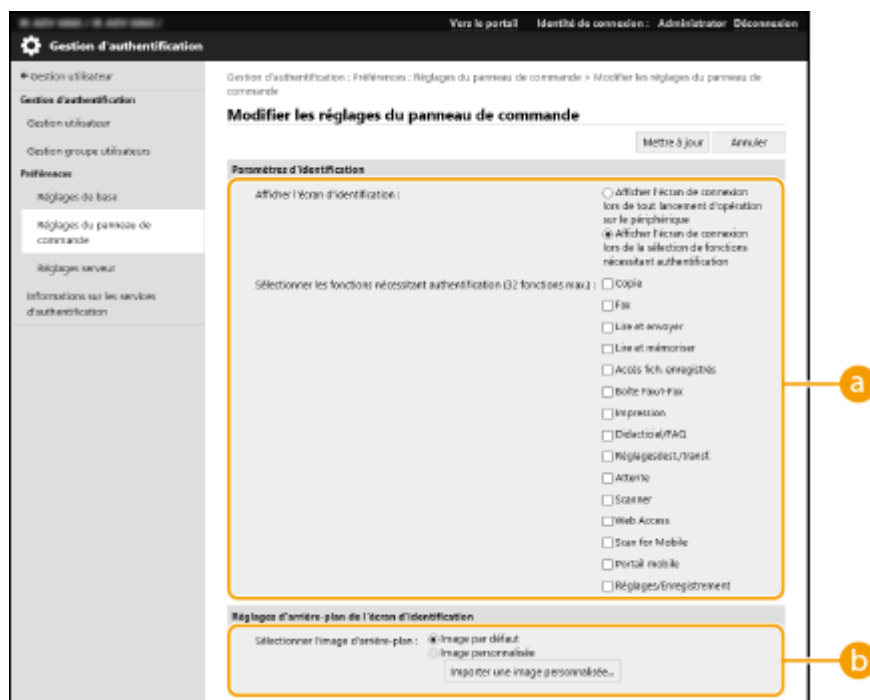 Vers le portail Identité de connexion : Administrator Déconnexion
Gestion d'authentification
Gestion utilisateur
Gestion d'authentification
Gestion utilisateur
Gestion groupe utilisateurs
Préférences
Réglages de base
Réglages du panneau de
commande
Réglages serveur
Informations sur les services
d'authentification
Gestion d'authentification : Préférences : Réglages du panneau de commande > Modifier les réglages du panneau de
commande
Modifier les réglages du panneau de commande
Mettre à jour Annuler
Paramètres d'identification
Afficher l'écran d'identification :
Afficher l'écran de connexion
lors de tout lancement d'opération
sur le périphérique
Afficher l'écran de connexion
lors de la sélection de fonctions
nécessitant authentification
Sélectionner les fonctions nécessitant authentification (32 fonctions max.) :
Copie
Fax
Lire et envoyer
Lire et mémoriser
Accès fich. enregistrés
Boîte Fax/I-Fax
Impression
Didacticiel/FAQ
Réglagesdest./transf.
Attente
Scanner
Web Access
Scan for Mobile
Portail mobile
Réglages/Enregistrement
a
Réglages d'arrière-plan de l'écran d'identification
Sélectionner l'image d'arrière-plan :
Image par défaut
Image personnalisée
Importer une image personnalisée...
b